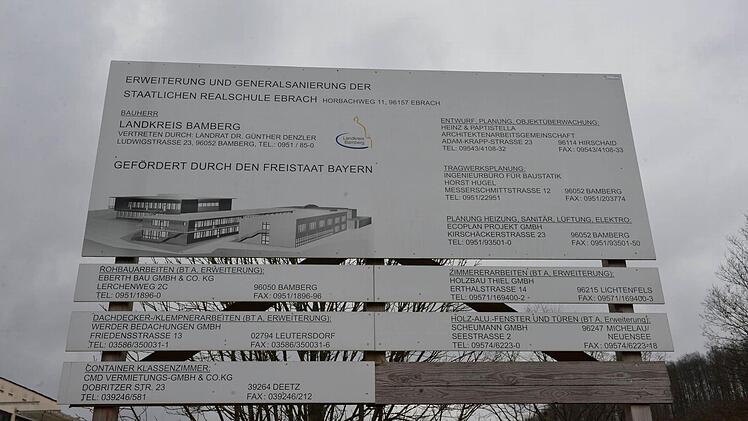 ERWEITERUNG UND GENERALSANIERUNG DER
STAATLICHEN REALSCHULE EBRACH HORBACHWEG 11, 96157 EBRACH
BAUHERR
LANDKREIS BAMBERG
VERTRETEN DURCH: LANDRAT DR. GÜNTHER DENZLER
LUDWIGSTRASSE 23, 96052 BAMBERG, TEL.: 0951 / 85-0
Landkreis
Bamberg
GEFÖRDERT DURCH DEN FREISTAAT BAYERN
ENTWURF, PLANUNG, OBJEKTÜBERWACHUNG:
HEINZ & PAPTISTELLA
ARCHITEKTENARBEITSGEMEINSCHAFT
ADAM-KRAPP-STRASSE 23 96114 HIRSCHAID
TEL: 09543/4108-32 FAX: 09543/4108-33
TRAGWERKSPLANUNG:
INGENIEURBÜRO FÜR BAUSTATIK
HORST HUGEL
MESSERSCHMITTSTRASSE 12 96052 BAMBERG
TEL: 0951/22951 FAX: 0951/203774
PLANUNG HEIZUNG, SANITÄR, LÜFTUNG, ELEKTRO:
ECOPLAN PROJEKT GMBH
KIRSCHÄCKERSTRASSE 23 96052 BAMBERG
TEL: 0951/93501-0 FAX: 0951/93501-50
ROHBAUARBEITEN (BT A, ERWEITERUNG):
EBERTH BAU GMBH & CO. KG
LERCHENWEG 2C 96050 BAMBERG
TEL: 0951/1896-0 FAX: 0951/1896-96
ZIMMERERARBEITEN (BT A, ERWEITERUNG):
HOLZBAU THIEL GMBH
ERTHALSTRASSE 14 96215 LICHTENFELS
TEL: 09571/169400-2 FAX: 09571/169400-3
DACHDECKER-KLEMPNERARBEITEN (BT A, ERWEITERUNG):
WERDER BEDACHUNGEN GMBH
FRIEDENSSTRASSE 13 02794 LEUTERSDORF
TEL: 03586/350031-1 FAX: 03586/350031-6
HOLZ-ALU.-FENSTER UND TÜREN (BT A, Erweiterung):
SCHEUMANN GMBH 96247 MICHELAU/
SEESTRASSE 2 NEUENSEE
TEL: 09574/6223-0 FAX: 09574/6223-18
CONTAINER KLASSENZIMMER:
CMD VERMIETUNGS-GMBH & CO.KG
DOBRITZER STR. 23 39264 DEETZ
TEL: 039246/581 FAX: 039246/212